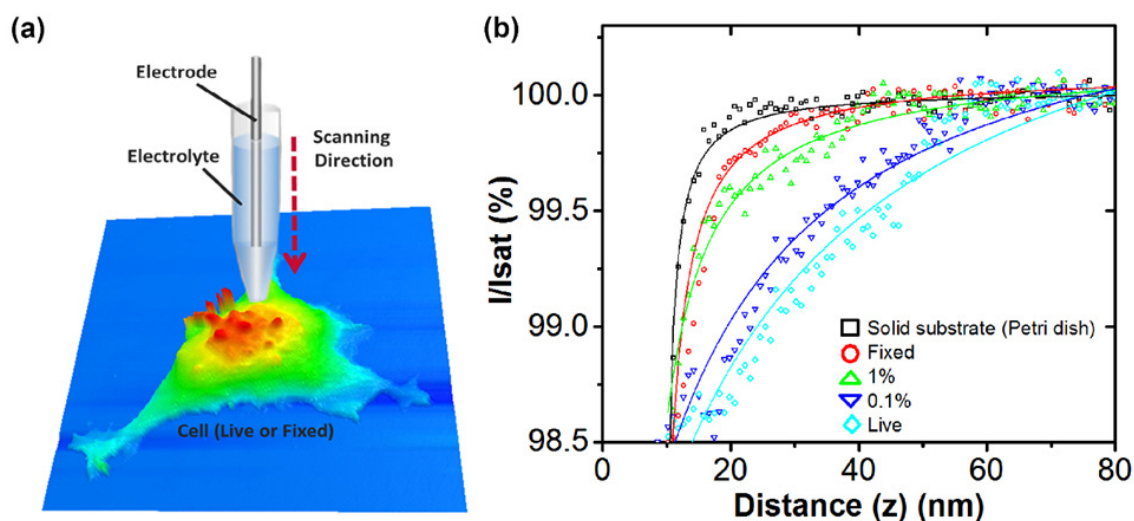 (a)
Electrode
Electrolyte
Scanning
Direction
Cell (Live or Fixed)
(b)
I/Isat (%)
100.0
99.5
99.0
98.5
0
20
40
60
80
Distance (z) (nm)
Solid substrate (Petri dish)
Fixed
1%
0.1%
Live